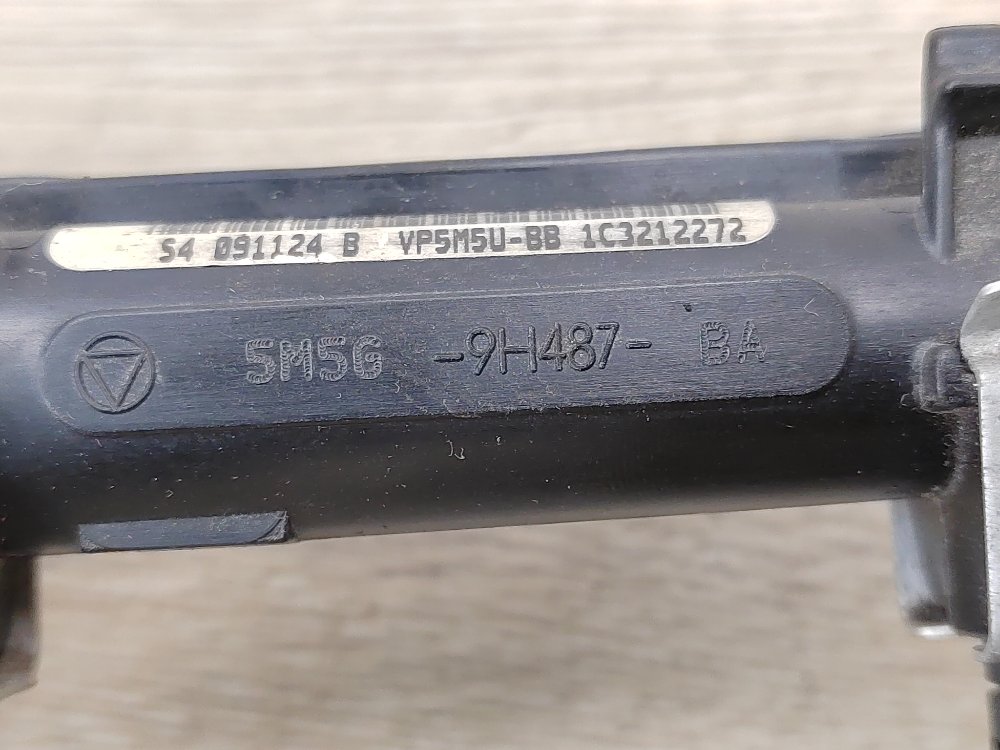 S4 091124 B VP5M5U-BB 1C3212272
5M5G -9H487- BA